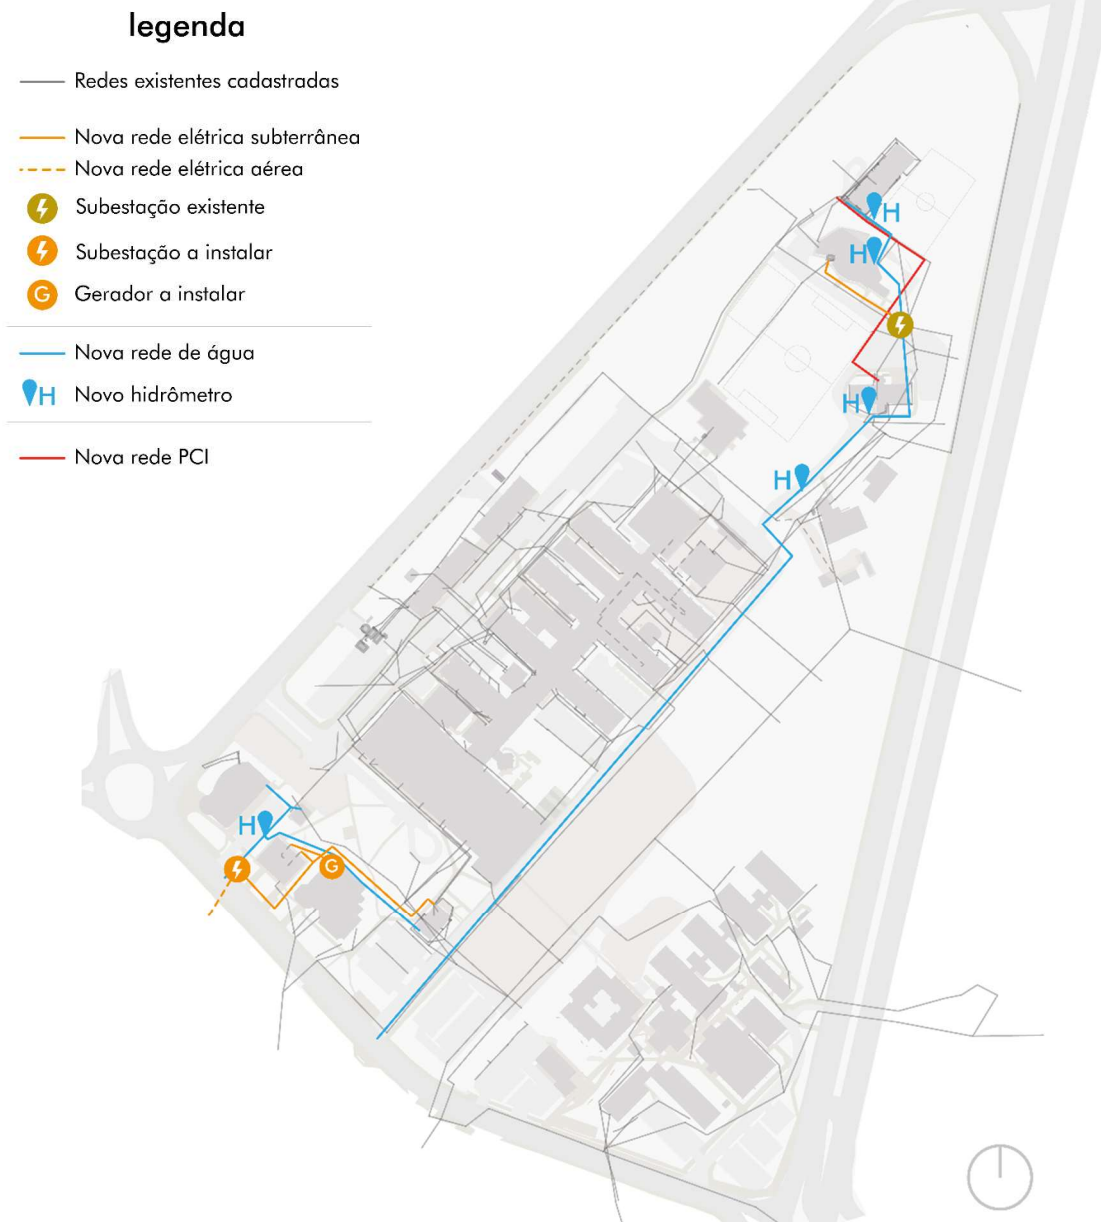 legenda
Redes existentes cadastradas
Nova rede elétrica subterrânea
Nova rede elétrica aérea
Subestação existente
Subestação a instalar
G Gerador a instalar
Nova rede de água
H Novo hidrômetro
Nova rede PCI
H
H
H
H
H
G